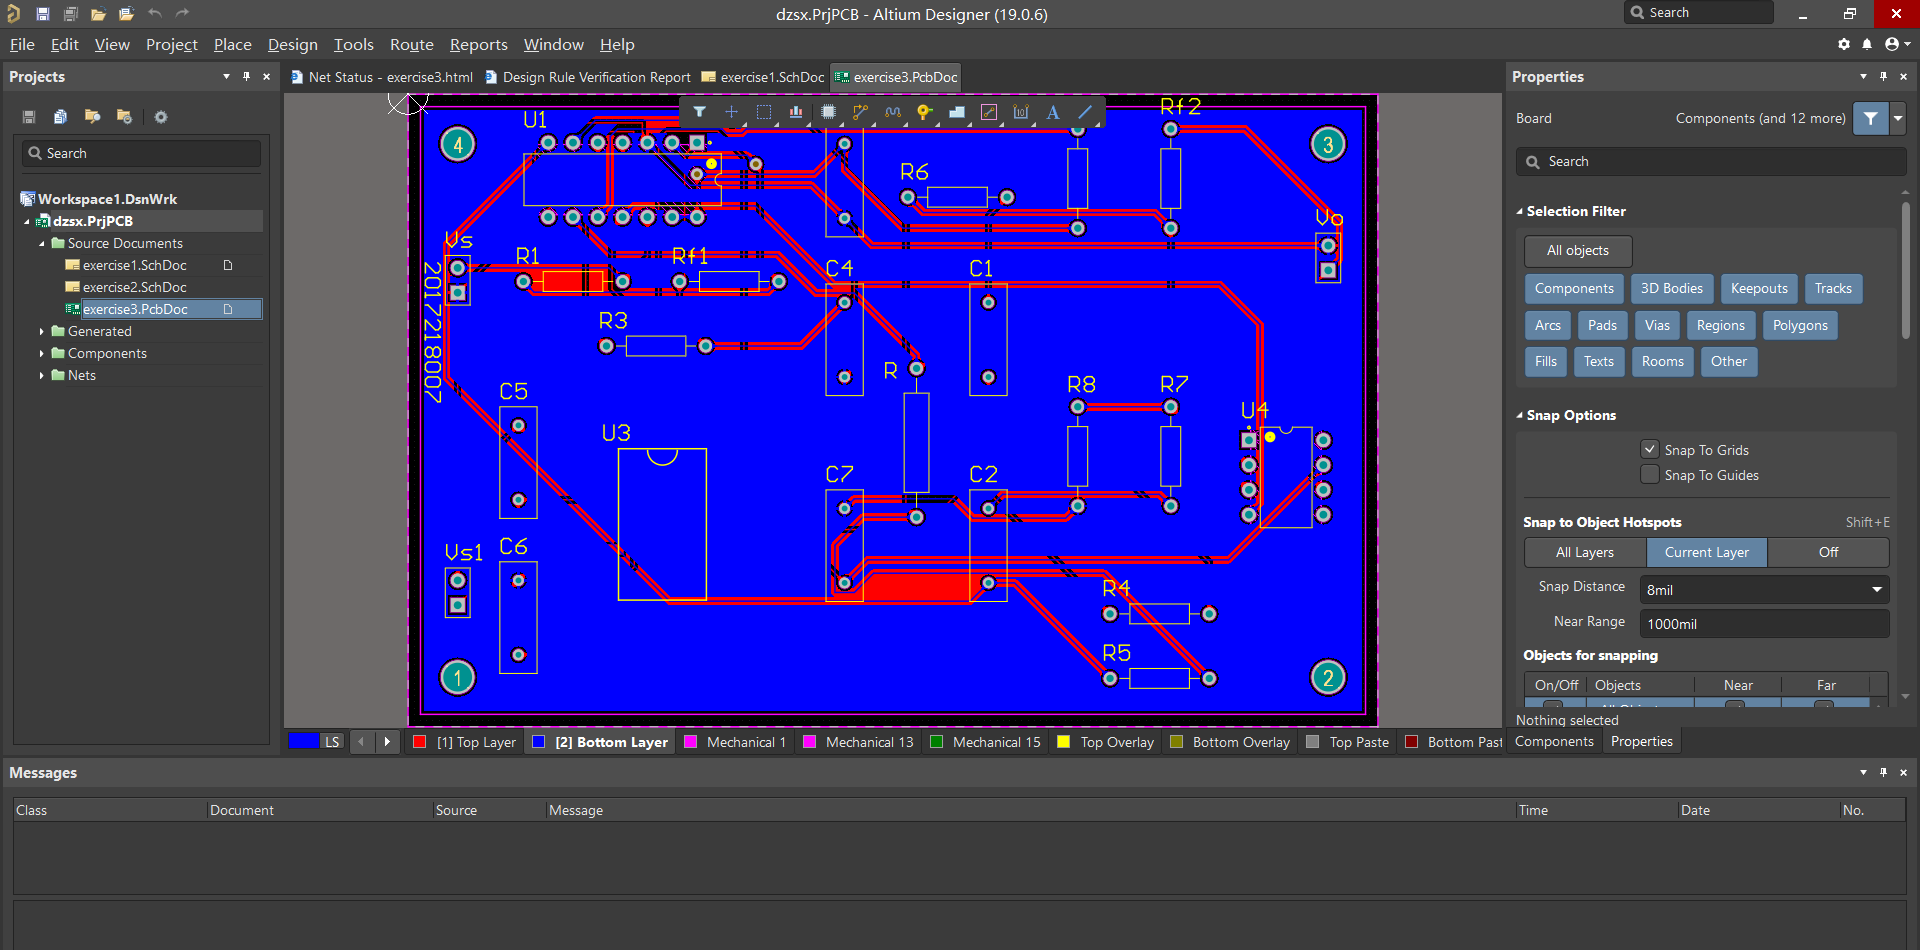 dzsx.PrjPCB - Altium Designer (19.0.6)
Search
File Edit View Project Place Design Tools Route Reports Window Help
Projects
Net Status - exercise3.html
Design Rule Verification Report
exercise1.SchDoc
exercise3.PcbDoc
Search
Workspace1.DsnWrk
dzsx.PrjPCB
Source Documents
exercise1.SchDoc
exercise2.SchDoc
exercise3.PcbDoc
Generated
Components
Nets
U1
Rf2
4
3
R6
Vs
Vo
R1
Rf1
C4
C1
2017218007
R3
R
C5
R8
R7
U4
U3
C7
C2
Vs1
C6
R4
R5
1
2
LS
[1] Top Layer
[2] Bottom Layer
Mechanical 1
Mechanical 13
Mechanical 15
Top Overlay
Bottom Overlay
Top Paste
Bottom Past
Properties
Board
Components (and 12 more)
Search
Selection Filter
All objects
Components 3D Bodies Keepouts Tracks
Arcs Pads Vias Regions Polygons
Fills Texts Rooms Other
Snap Options
Snap To Grids
Snap To Guides
Snap to Object Hotspots
Shift+E
All Layers Current Layer Off
Snap Distance 8mil
Near Range 1000mil
Objects for snapping
On/Off Objects Near Far
Nothing selected
Components Properties
Messages
Class Document Source Message Time Date No.